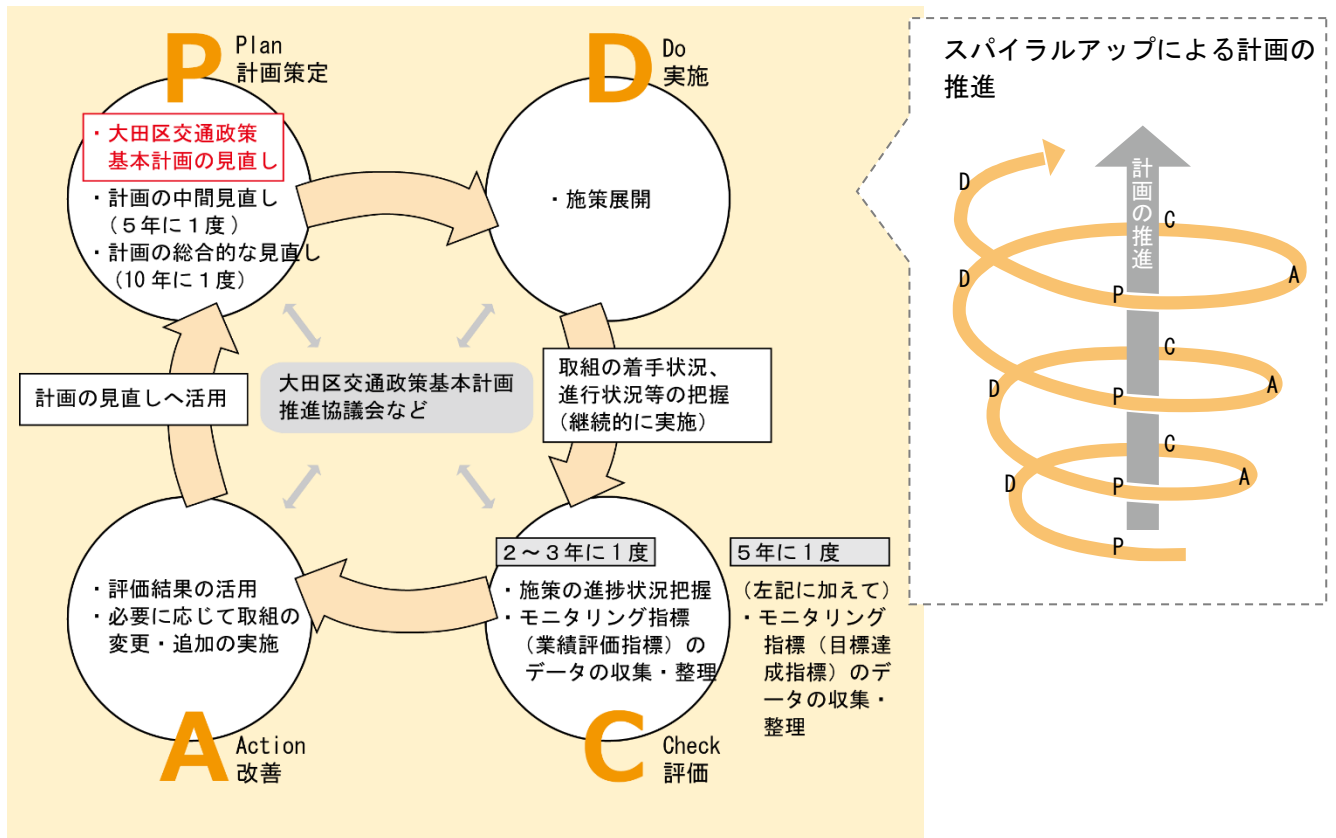 P
Plan
計画策定
・大田区交通政策
基本計画の見直し
・計画の中間見直し
(5年に1度)
・計画の総合的な見直し
(10年に1度)
D
Do
実施
・施策展開
取組の着手状況、
進行状況等の把握
(継続的に実施)
計画の見直しへ活用
大田区交通政策基本計画
推進協議会など
・評価結果の活用
・必要に応じて取組の
変更・追加の実施
A
Action
改善
2~3年に1度
・施策の進捗状況把握
・モニタリング指標
(業績評価指標)の
データの収集・整理
5年に1度
(左記に加えて)
・モニタリング
指標(目標達
成指標)のデ
ータの収集・
整理
C
Check
評価
スパイラルアップによる計画の
推進
計画の推進
D
C
A
P
D
C
A
P
D
C
A
P
D
P